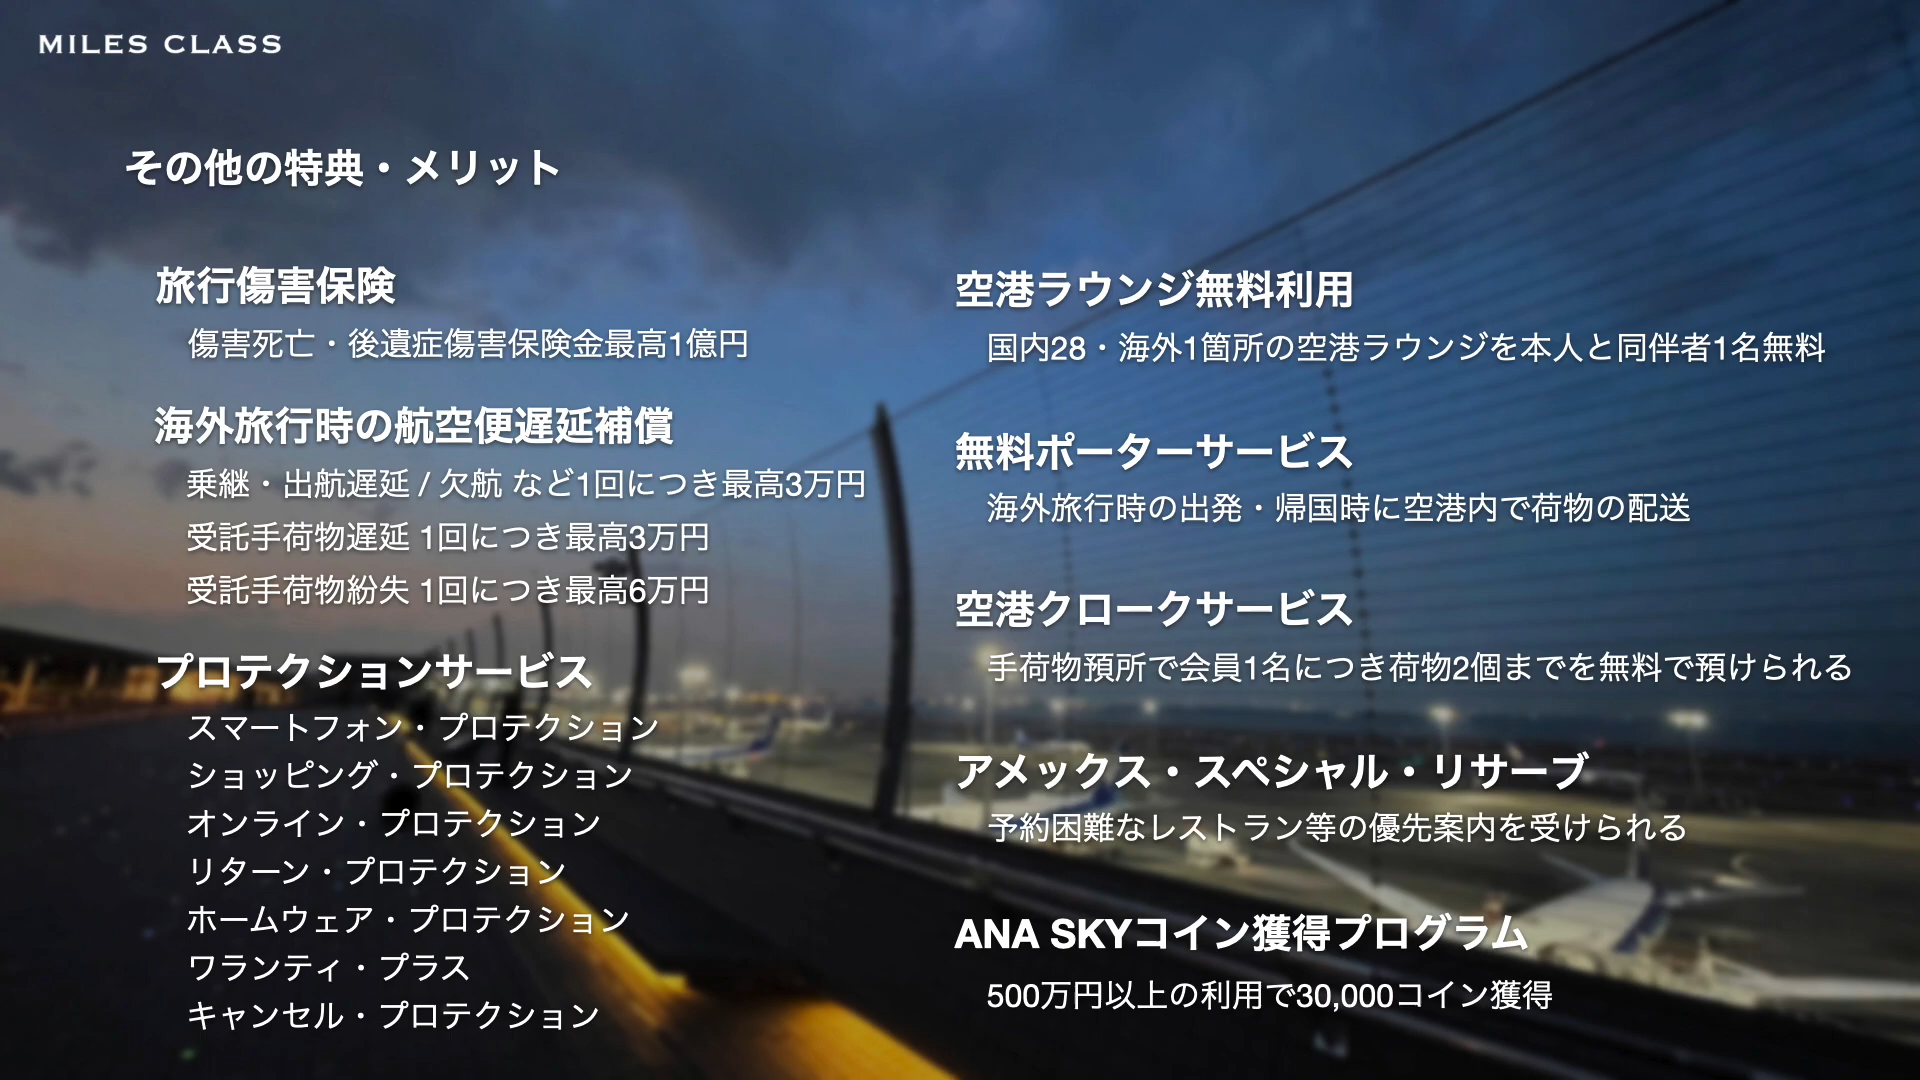 MILES CLASS
その他の特典・メリット
旅行傷害保険
傷害死亡・後遺症傷害保険金最高1億円
海外旅行時の航空便遅延補償
乗継・出航遅延 / 欠航 など1回につき最高3万円
受託手荷物遅延 1回につき最高3万円
受託手荷物紛失 1回につき最高6万円
プロテクションサービス
スマートフォン・プロテクション
ショッピング・プロテクション
オンライン・プロテクション
リターン・プロテクション
ホームウェア・プロテクション
ワランティ・プラス
キャンセル・プロテクション
空港ラウンジ無料利用
国内28・海外1箇所の空港ラウンジを本人と同伴者1名無料
無料ポーターサービス
海外旅行時の出発・帰国時に空港内で荷物の配送
空港クロークサービス
手荷物預所で会員1名につき荷物2個までを無料で預けられる
アメックス・スペシャル・リサーブ
予約困難なレストラン等の優先案内を受けられる
ANA SKYコイン獲得プログラム
500万円以上の利用で30,000コイン獲得